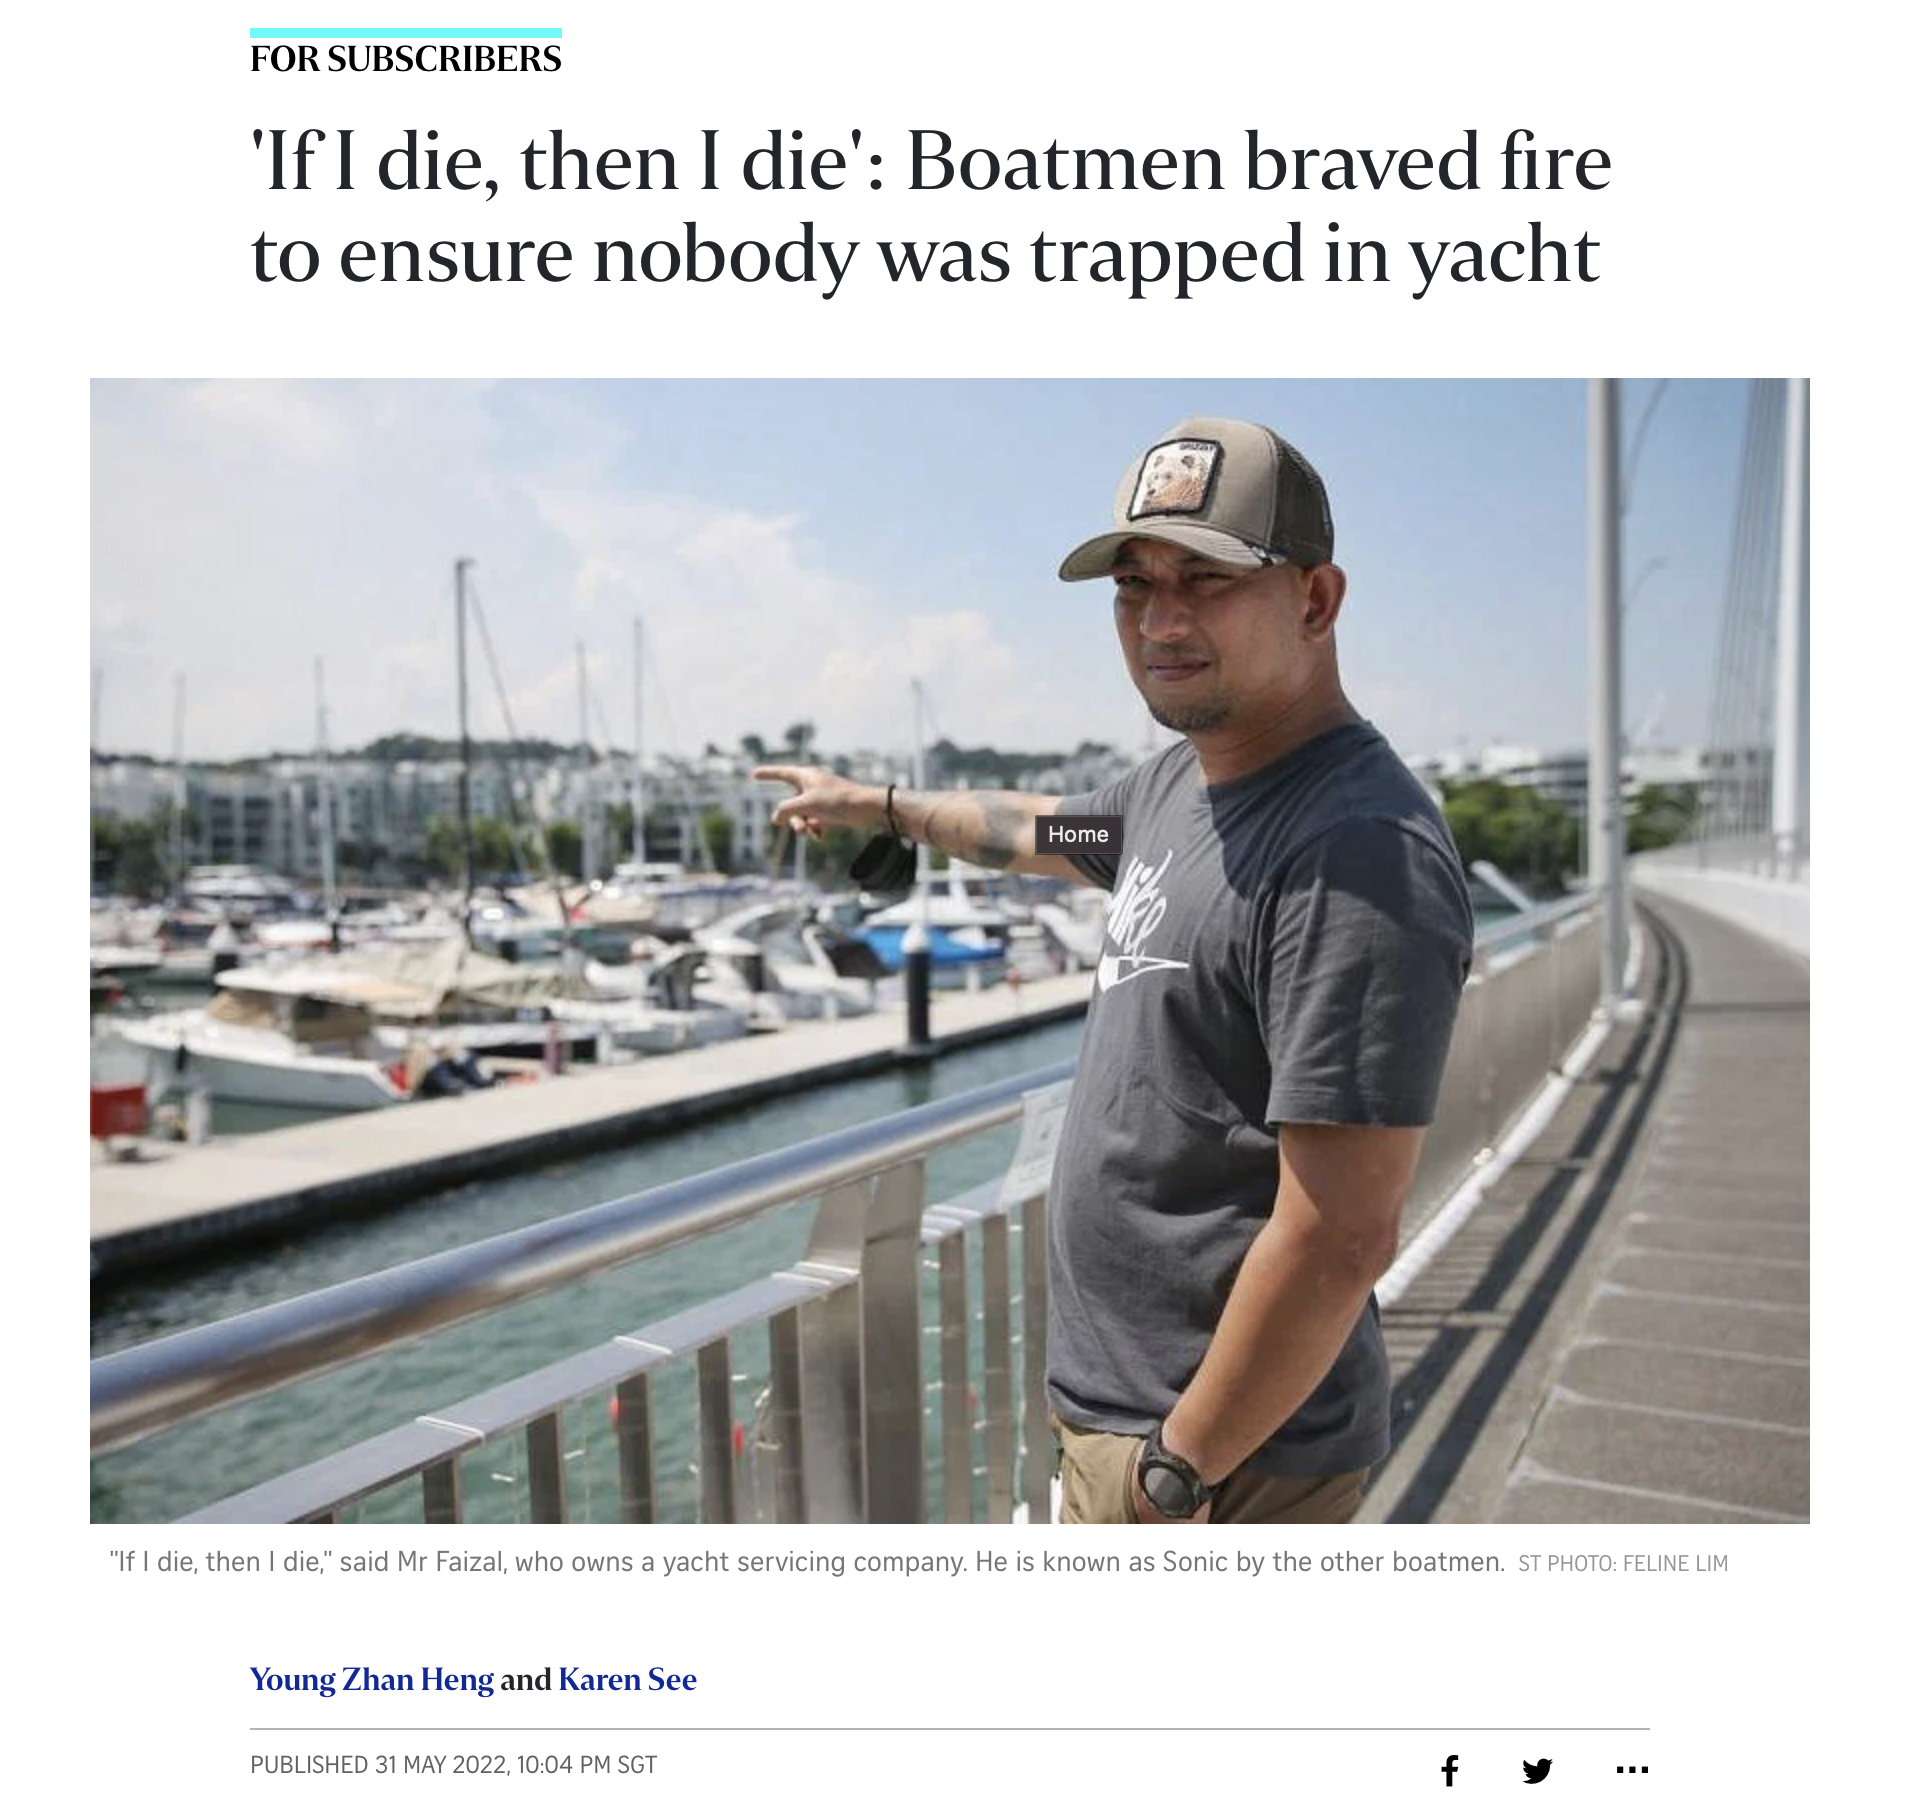 FOR SUBSCRIBERS
'If I die, then I die': Boatmen braved fire
to ensure nobody was trapped in yacht
Home
Nike
"If I die, then I die," said Mr Faizal, who owns a yacht servicing company. He is known as Sonic by the other boatmen. ST PHOTO: FELINE LIM
Young Zhan Heng and Karen See
PUBLISHED 31 MAY 2022, 10:04 PM SGT